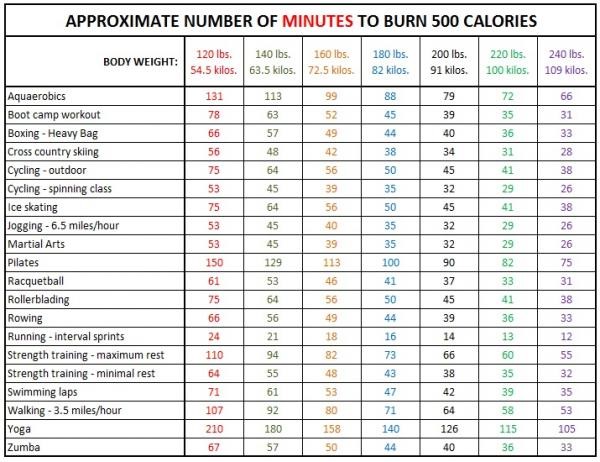 APPROXIMATE NUMBER OF MINUTES TO BURN 500 CALORIES
BODY WEIGHT: 120 lbs. 140 lbs. 160 lbs. 180 lbs. 200 lbs. 220 lbs. 240 lbs.
54.5 kilos. 63.5 kilos. 72.5 kilos. 82 kilos. 91 kilos. 100 kilos. 109 kilos.
Aquaerobics 131 113 99 88 79 72 66
Boot camp workout 78 63 52 45 39 35 31
Boxing - Heavy Bag 66 57 49 44 40 36 33
Cross country skiing 56 48 42 38 34 31 28
Cycling - outdoor 75 64 56 50 45 41 38
Cycling - spinning class 53 45 39 35 32 29 26
Ice skating 75 64 56 50 45 41 38
Jogging - 6.5 miles/hour 53 45 40 35 32 29 26
Martial Arts 53 45 39 35 32 29 26
Pilates 150 129 113 100 90 82 75
Racquetball 61 53 46 41 37 33 31
Rollerblading 75 64 56 50 45 41 38
Rowing 66 56 49 44 39 36 33
Running - interval sprints 24 21 18 16 14 13 12
Strength training - maximum rest 110 94 82 73 66 60 55
Strength training - minimal rest 64 55 48 43 38 35 32
Swimming laps 71 61 53 47 42 39 35
Walking - 3.5 miles/hour 107 92 80 71 64 58 53
Yoga 210 180 158 140 126 115 105
Zumba 67 57 50 44 40 36 33